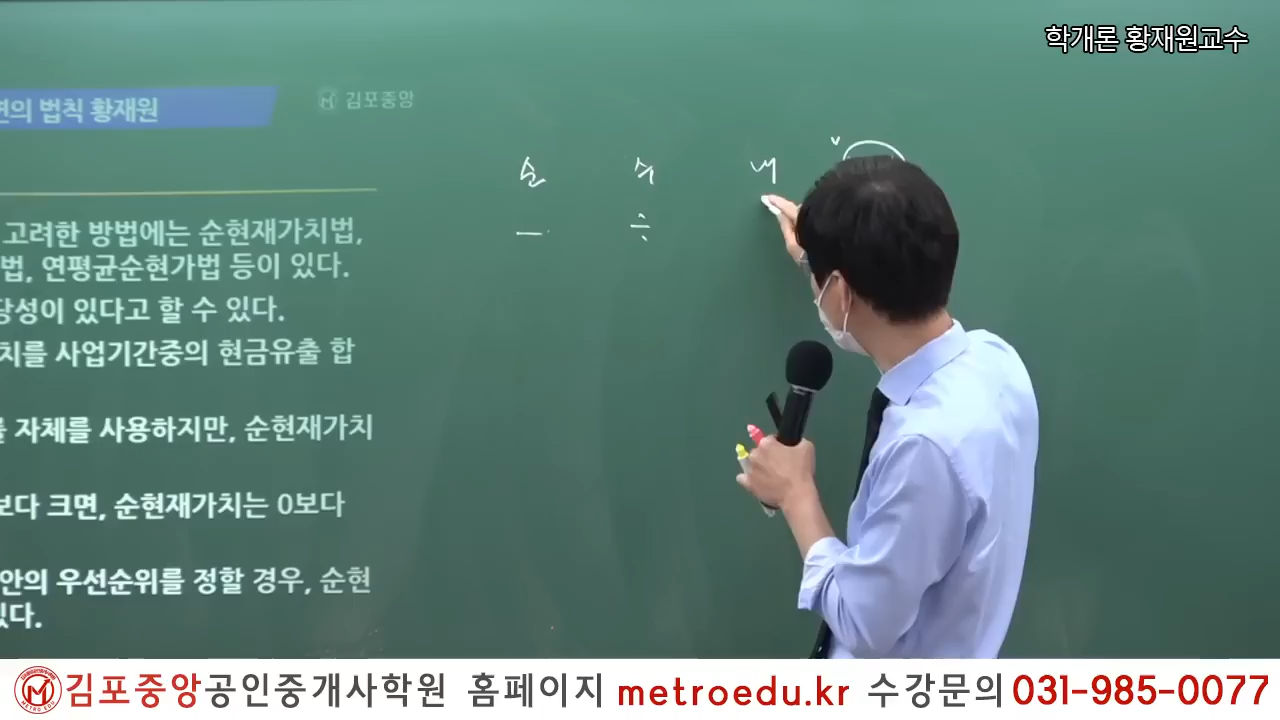 학개론 황재원교수
면의 법칙 황재원
김포중앙
순 수 내
고려한 방법에는 순현재가치법,
법, 연평균순현가법 등이 있다.
당성이 있다고 할 수 있다.
치를 사업기간중의 현금유출 합
자체를 사용하지만, 순현재가치
보다 크면, 순현재가치는 0보다
안의 우선순위를 정할 경우, 순현
있다.
김포중앙공인중개사학원 홈페이지 metroedu.kr 수강문의 031-985-0077